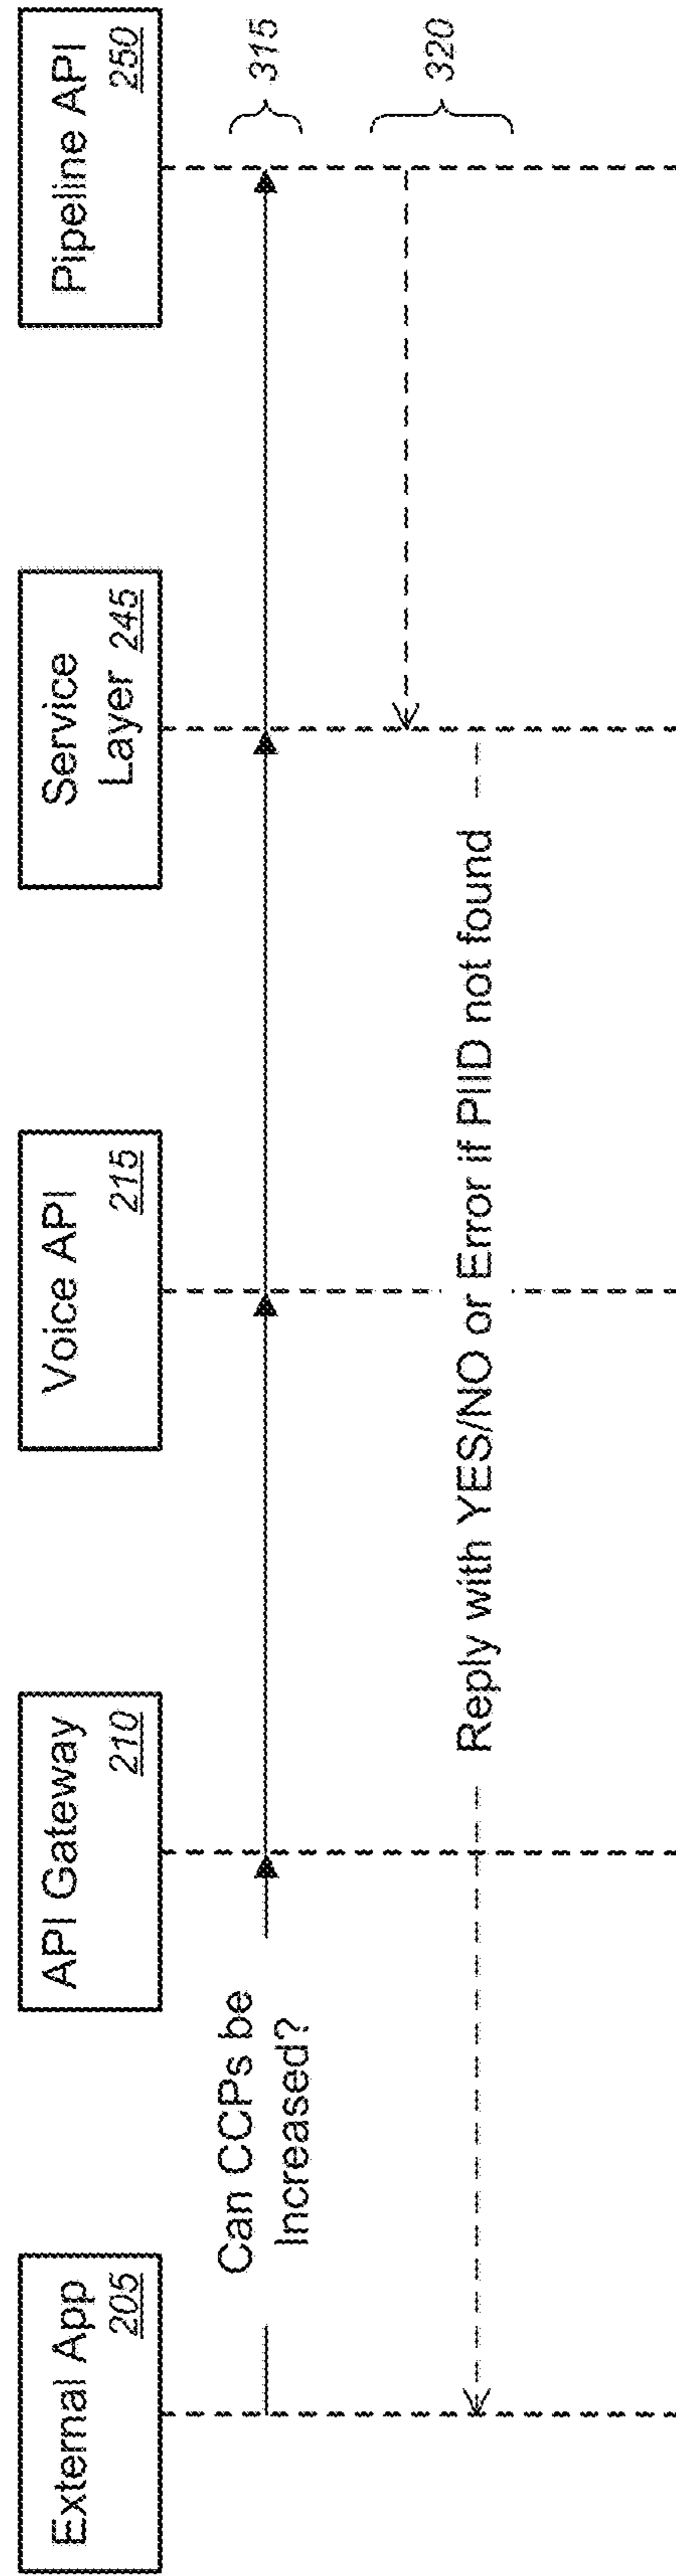 External App
205
API Gateway
210
Voice API
215
Service
Layer 245
Pipeline API
250
Can CCPs be
Increased?
315
Reply with YES/NO or Error if PIID not found
320